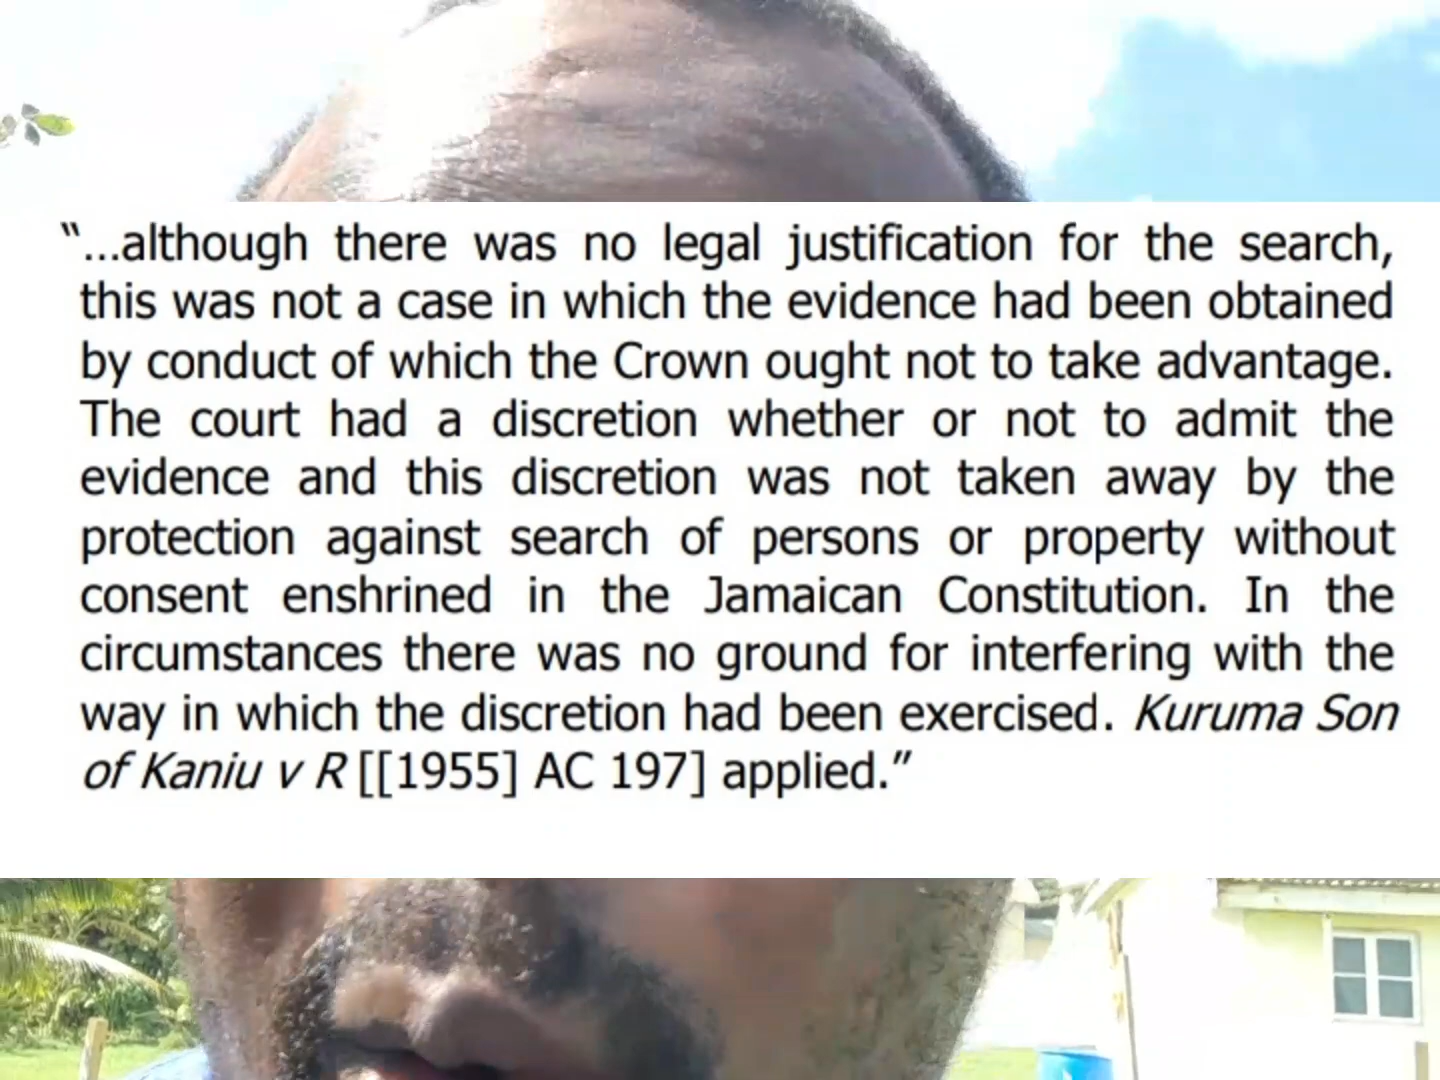 “...although there was no legal justification for the search,
this was not a case in which the evidence had been obtained
by conduct of which the Crown ought not to take advantage.
The court had a discretion whether or not to admit the
evidence and this discretion was not taken away by the
protection against search of persons or property without
consent enshrined in the Jamaican Constitution. In the
circumstances there was no ground for interfering with the
way in which the discretion had been exercised. Kuruma Son
of Kaniu v R [[1955] AC 197] applied.”